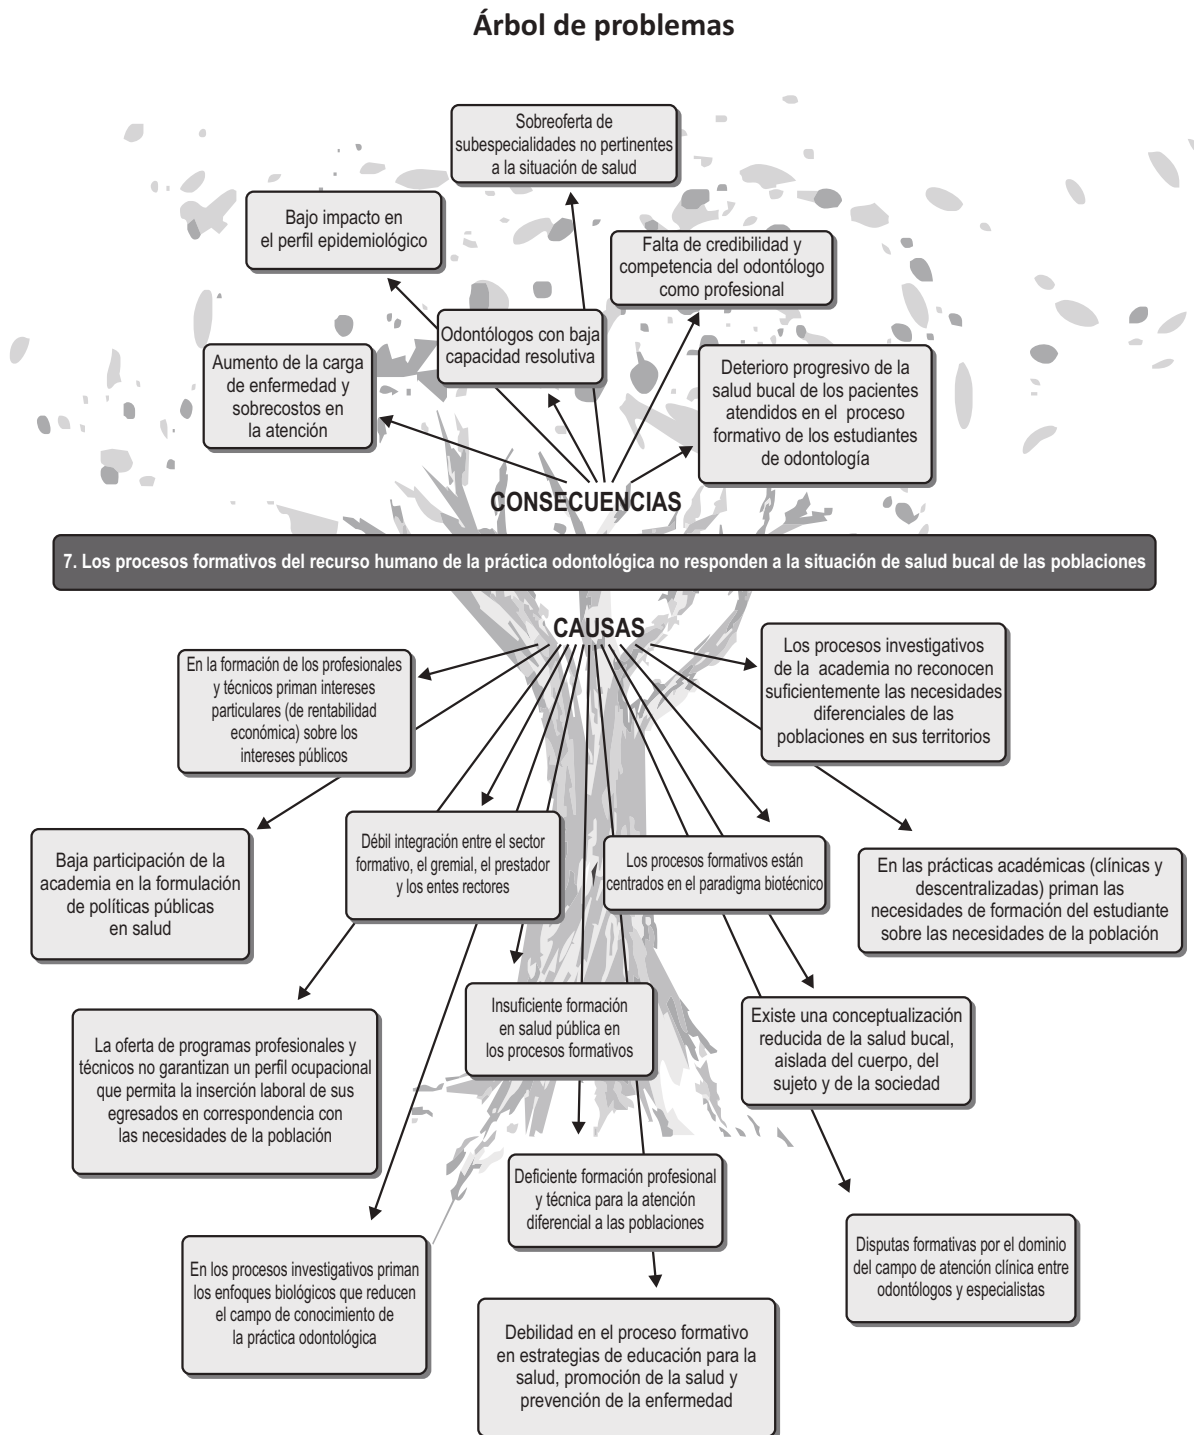 Árbol de problemas
Sobreoferta de
subespecialidades no pertinentes
a la situación de salud
Bajo impacto en
el perfil epidemiológico
Falta de credibilidad y
competencia del odontólogo
como profesional
Odontólogos con baja
capacidad resolutiva
Aumento de la carga
de enfermedad y
sobrecostos en
la atención
Deterioro progresivo de la
salud bucal de los pacientes
atendidos en el proceso
formativo de los estudiantes
de odontología
CONSECUENCIAS
7. Los procesos formativos del recurso humano de la práctica odontológica no responden a la situación de salud bucal de las poblaciones
CAUSAS
En la formación de los profesionales
y técnicos priman intereses
particulares (de rentabilidad
económica) sobre los
intereses públicos
Los procesos investigativos
de la academia no reconocen
suficientemente las necesidades
diferenciales de las
poblaciones en sus territorios
Baja participación de la
academia en la formulación
de políticas públicas
en salud
Débil integración entre el sector
formativo, el gremial, el prestador
y los entes rectores
Los procesos formativos están
centrados en el paradigma biotécnico
En las prácticas académicas (clínicas y
descentralizadas) priman las
necesidades de formación del estudiante
sobre las necesidades de la población
La oferta de programas profesionales y
técnicos no garantizan un perfil ocupacional
que permita la inserción laboral de sus
egresados en correspondencia con
las necesidades de la población
Insuficiente formación
en salud pública en
los procesos formativos
Existe una conceptualización
reducida de la salud bucal,
aislada del cuerpo, del
sujeto y de la sociedad
Deficiente formación profesional
y técnica para la atención
diferencial a las poblaciones
En los procesos investigativos priman
los enfoques biológicos que reducen
el campo de conocimiento de
la práctica odontológica
Disputas formativas por el dominio
del campo de atención clínica entre
odontólogos y especialistas
Debilidad en el proceso formativo
en estrategias de educación para la
salud, promoción de la salud y
prevención de la enfermedad